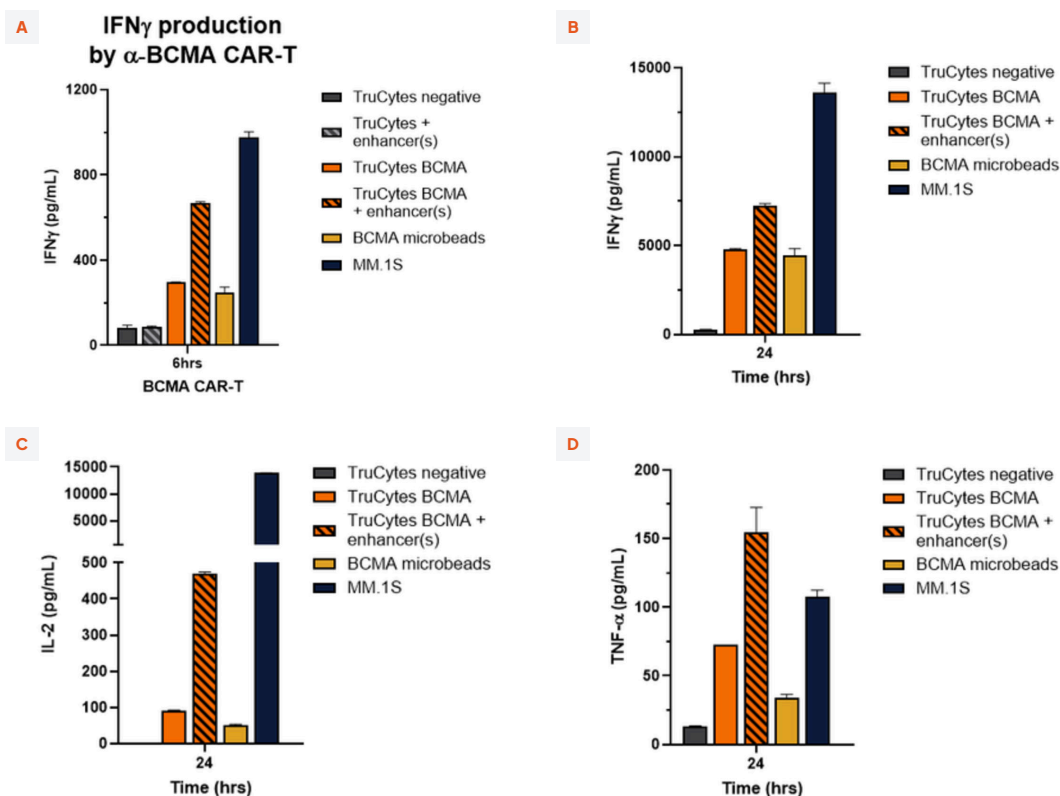 A
IFNγ production
by α-BCMA CAR-T
IFNγ (pg/mL)
1200
800
400
0
6hrs
BCMA CAR-T
TruCytes negative
TruCytes +
enhancer(s)
TruCytes BCMA
TruCytes BCMA
+ enhancer(s)
BCMA microbeads
MM.1S
B
IFNγ (pg/mL)
15000
10000
5000
0
24
Time (hrs)
TruCytes negative
TruCytes BCMA
TruCytes BCMA +
enhancer(s)
BCMA microbeads
MM.1S
C
IL-2 (pg/mL)
15000
10000
5000
500
400
300
200
100
0
24
Time (hrs)
TruCytes negative
TruCytes BCMA
TruCytes BCMA +
enhancer(s)
BCMA microbeads
MM.1S
D
TNF-α (pg/mL)
200
150
100
50
0
24
Time (hrs)
TruCytes negative
TruCytes BCMA
TruCytes BCMA +
enhancer(s)
BCMA microbeads
MM.1S